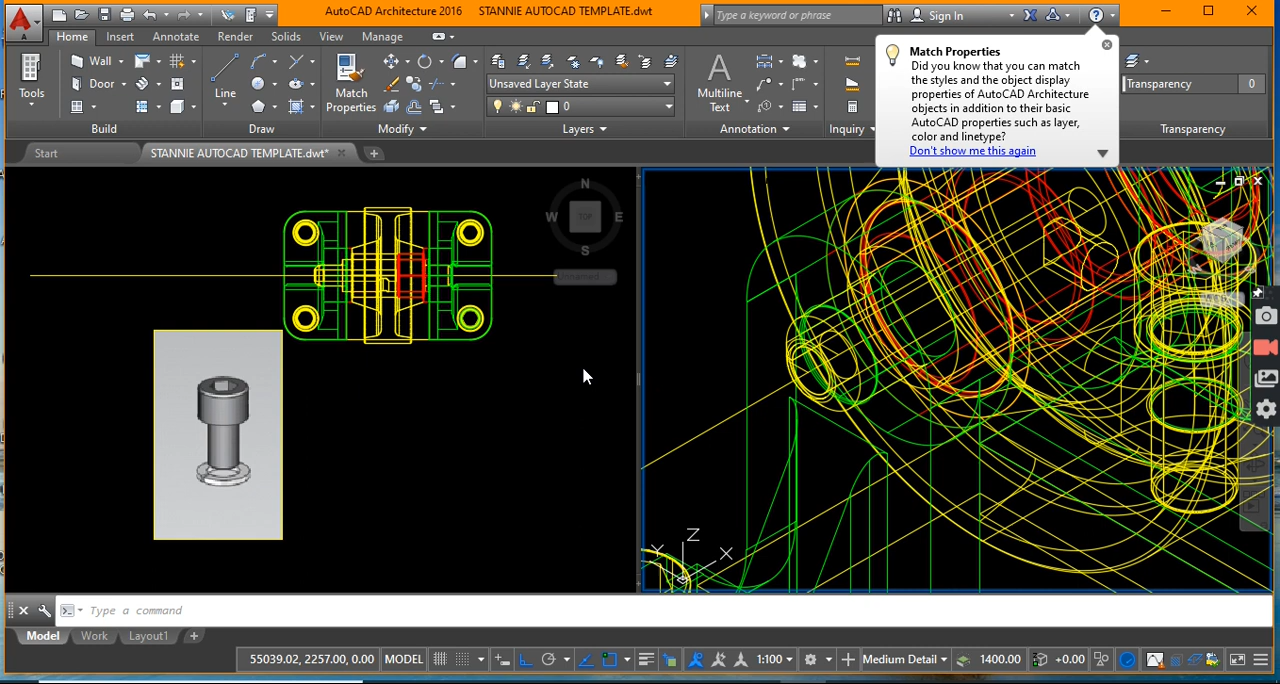 AutoCAD Architecture 2016 STANNIE AUTOCAD TEMPLATE.dwt
Type a keyword or phrase
Sign In
Home Insert Annotate Render Solids View Manage
Tools
Wall
Door
Build
Line
Draw
Match
Properties
Modify
Unsaved Layer State
0
Layers
Multiline
Text
Annotation
Inquiry
Transparency 0
Transparency
Match Properties
Did you know that you can match
the styles and the object display
properties of AutoCAD Architecture
objects in addition to their basic
AutoCAD properties such as layer,
color and linetype?
Don't show me this again
Start
STANNIE AUTOCAD TEMPLATE.dwt*
N
W TOP E
S
Unnamed
Z
Y X
Type a command
Model Work Layout1
55039.02, 2257.00, 0.00 MODEL 1:100 Medium Detail 1400.00 +0.00